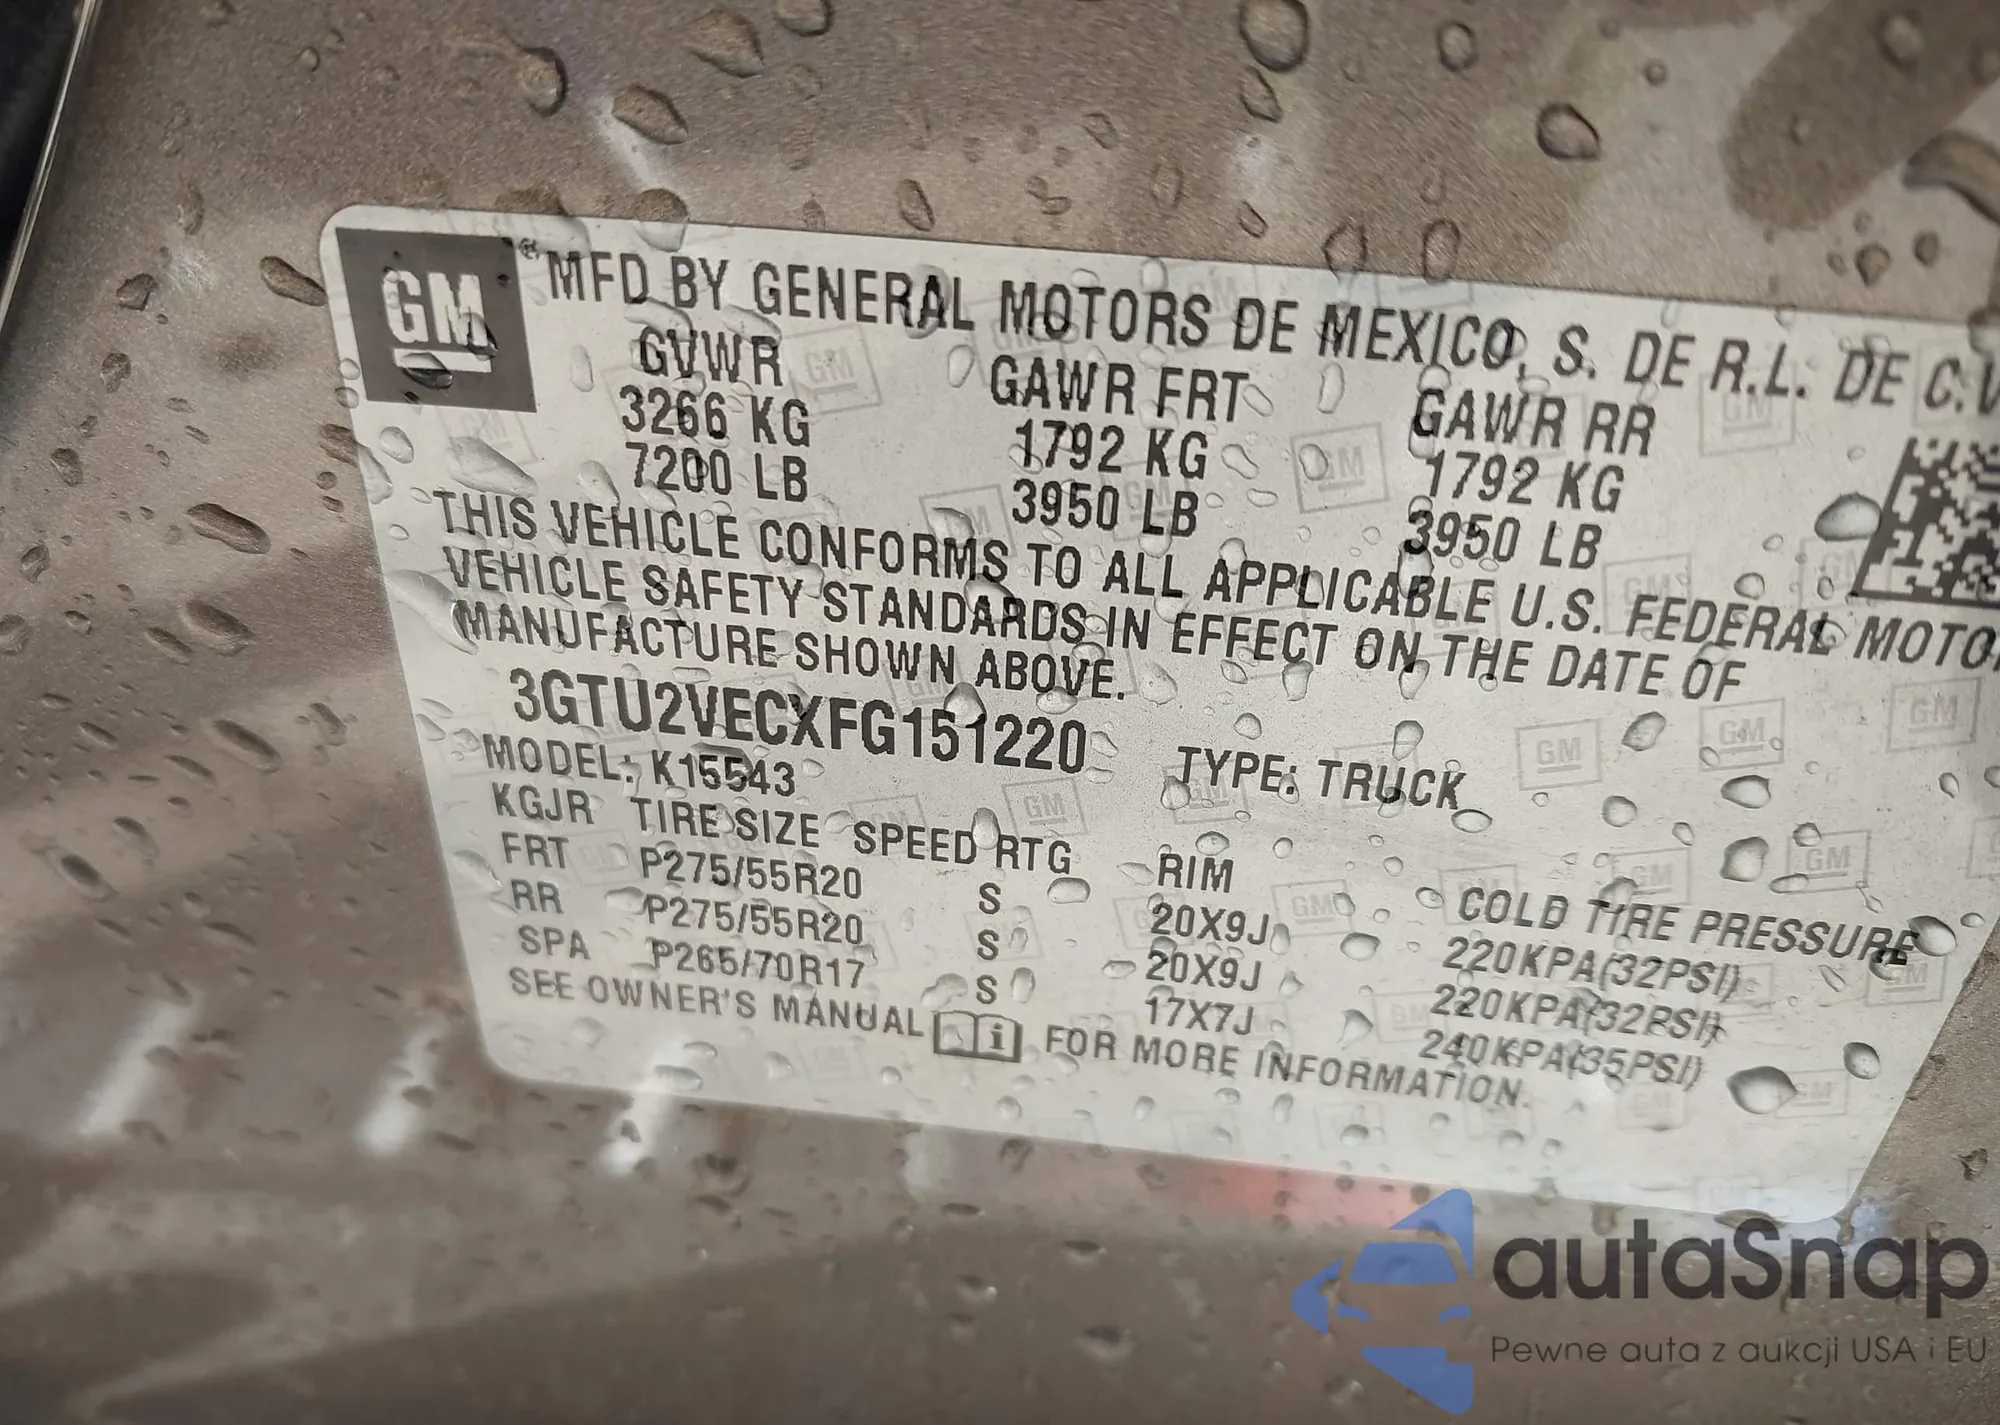 GM ® MFD BY GENERAL MOTORS DE MEXICO, S. DE R.L. DE C.V
GVWR GAWR FRT GAWR RR
3266 KG 1792 KG 1792 KG
7200 LB 3950 LB 3950 LB
THIS VEHICLE CONFORMS TO ALL APPLICABLE U.S. FEDERAL MOTOR
VEHICLE SAFETY STANDARDS IN EFFECT ON THE DATE OF
MANUFACTURE SHOWN ABOVE.
3GTU2VECXFG151220 TYPE: TRUCK
MODEL: K15543
KGJR TIRE SIZE SPEED RTG RIM COLD TIRE PRESSURE
FRT P275/55R20 S 20X9J 220KPA(32PSI)
RR P275/55R20 S 20X9J 220KPA(32PSI)
SPA P265/70R17 S 17X7J 240KPA(35PSI)
SEE OWNER'S MANUAL i FOR MORE INFORMATION.
autaSnap
Pewne auta z aukcji USA i EU